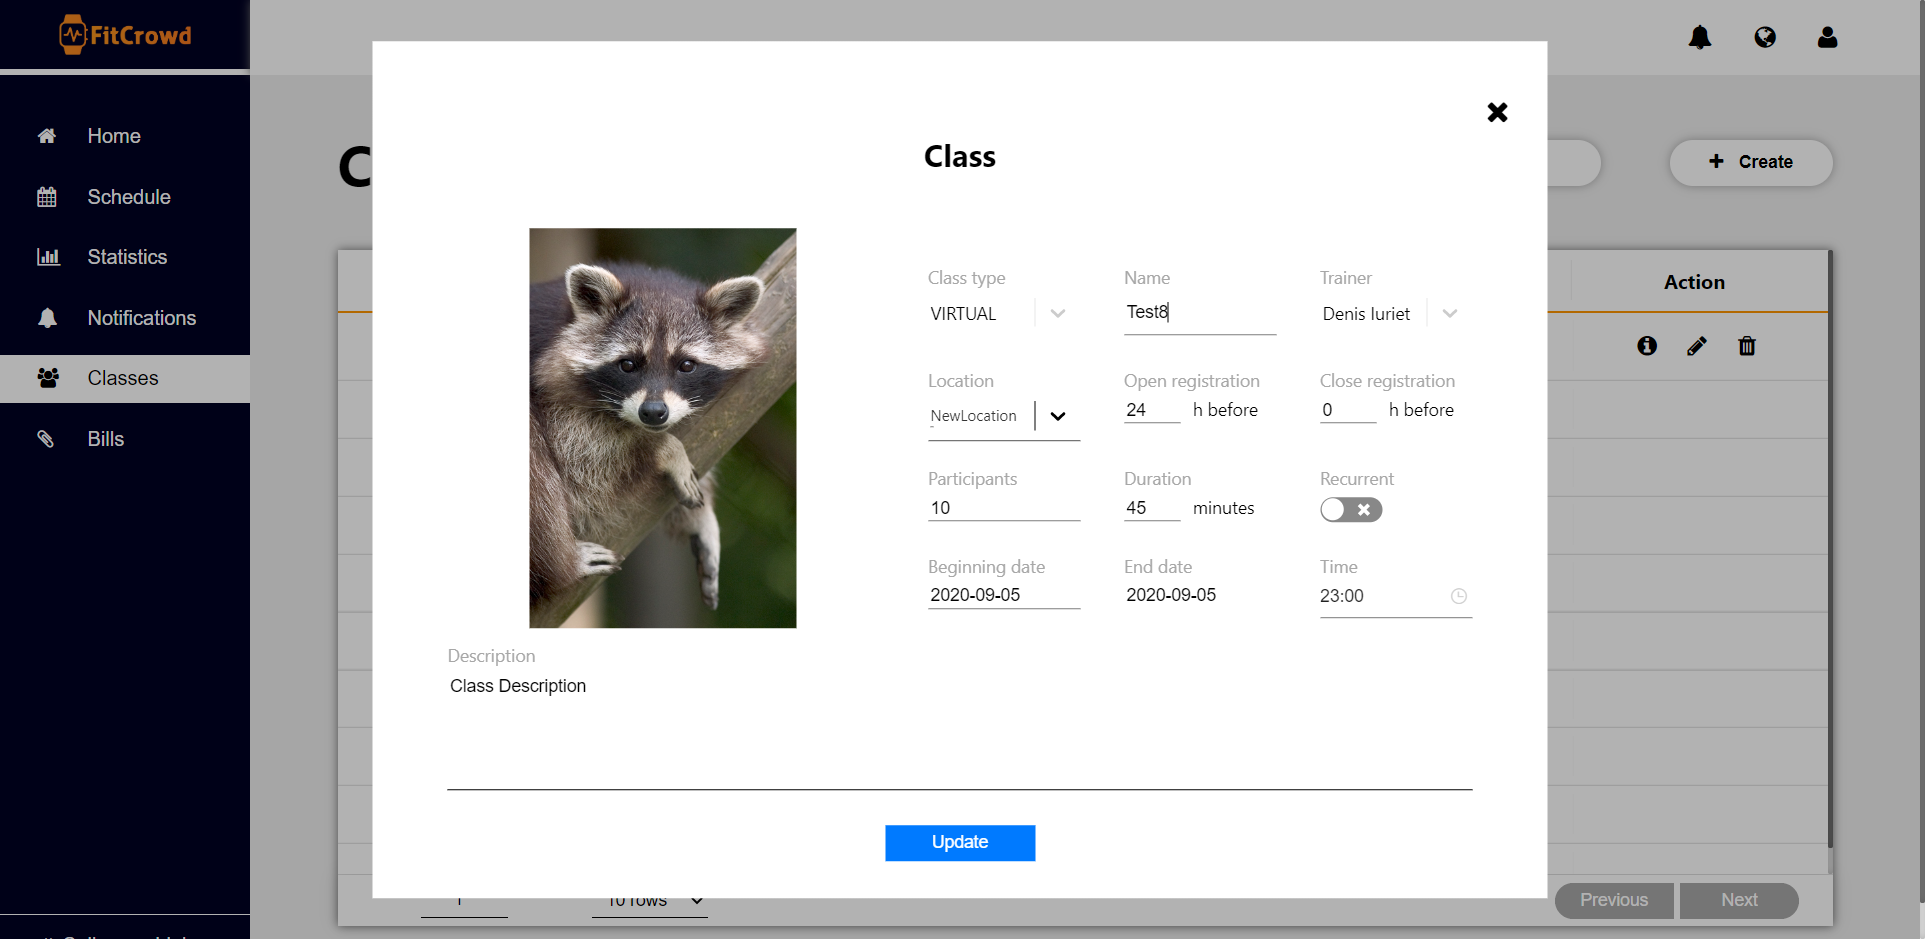 FitCrowd
Home
Schedule
Statistics
Notifications
Classes
Bills
C
Create
Action
Class
Class type
Name
Trainer
VIRTUAL
Test8
Denis Iuriet
Location
Open registration
Close registration
NewLocation
24 h before
0 h before
Participants
Duration
Recurrent
10
45 minutes
Beginning date
End date
Time
2020-09-05
2020-09-05
23:00
Description
Class Description
Update
1
10 rows
Previous
Next